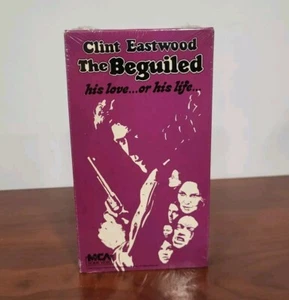 Clint Eastwood
The Beguiled
his love...or his life...
MCA